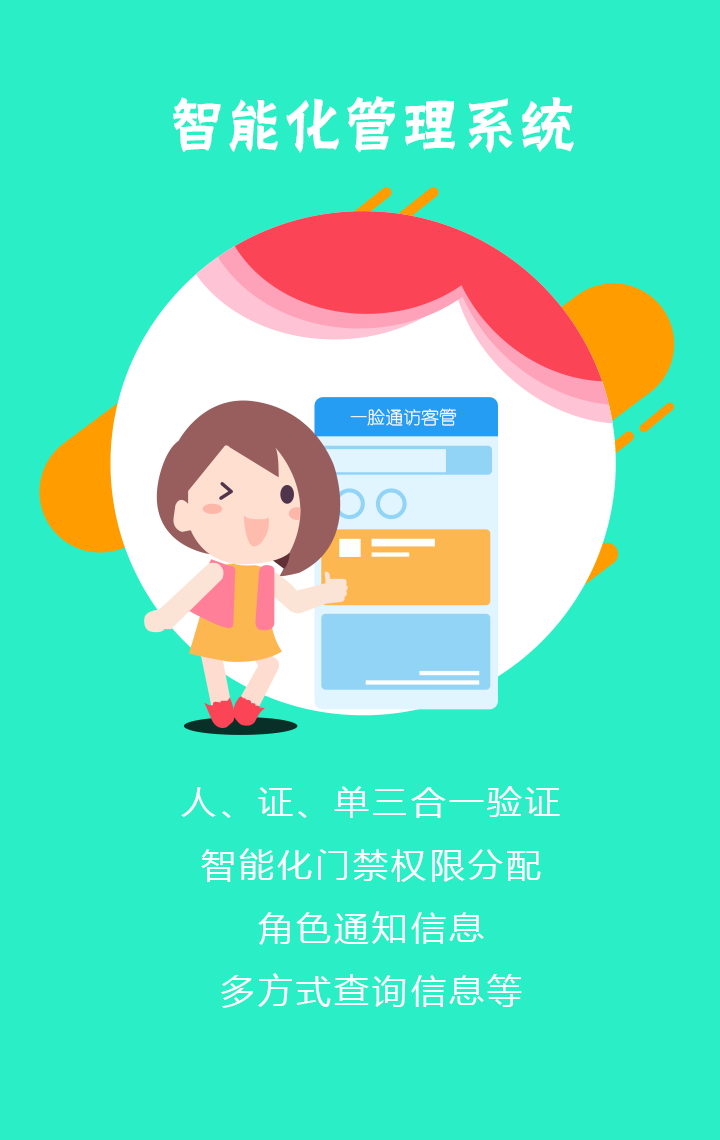 智能化管理系统
一脸通访客管
人、证、单三合一验证
智能化门禁权限分配
角色通知信息
多方式查询信息等